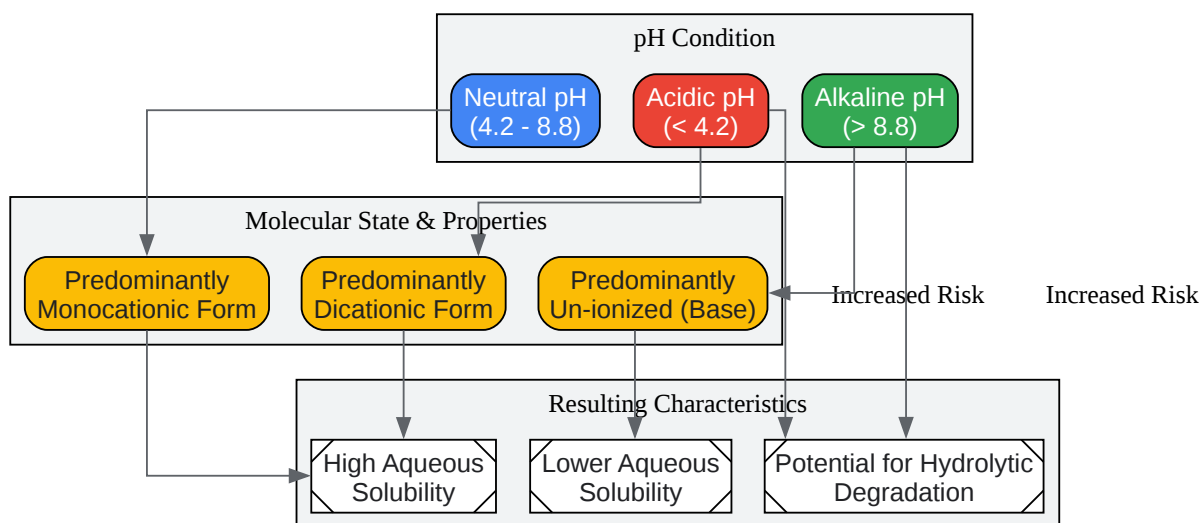 pH Condition
Neutral pH
(4.2 - 8.8)
Acidic pH
(< 4.2)
Alkaline pH
(> 8.8)
Molecular State & Properties
Predominantly
Monocationic Form
Predominantly
Dicationic Form
Predominantly
Un-ionized (Base)
Increased Risk
Increased Risk
Resulting Characteristics
High Aqueous
Solubility
Lower Aqueous
Solubility
Potential for Hydrolytic
Degradation